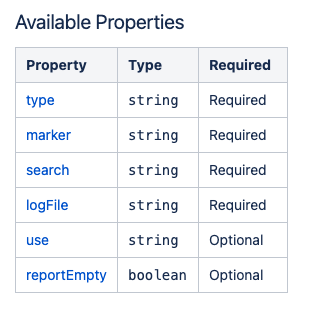 Available Properties
Property Type Required
type string Required
marker string Required
search string Required
logFile string Required
use string Optional
reportEmpty boolean Optional